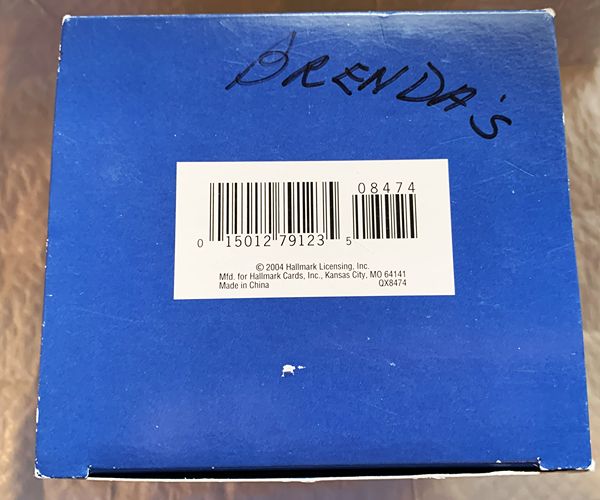 BRENDA'S
08474
0 15012 79123 5
© 2004 Hallmark Licensing, Inc.
Mfd. for Hallmark Cards, Inc., Kansas City, MO 64141
Made in China QX8474